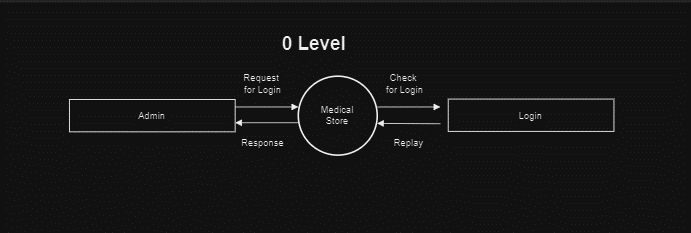 0 Level
Request
for Login
Check
for Login
Admin
Medical
Store
Login
Response
Replay